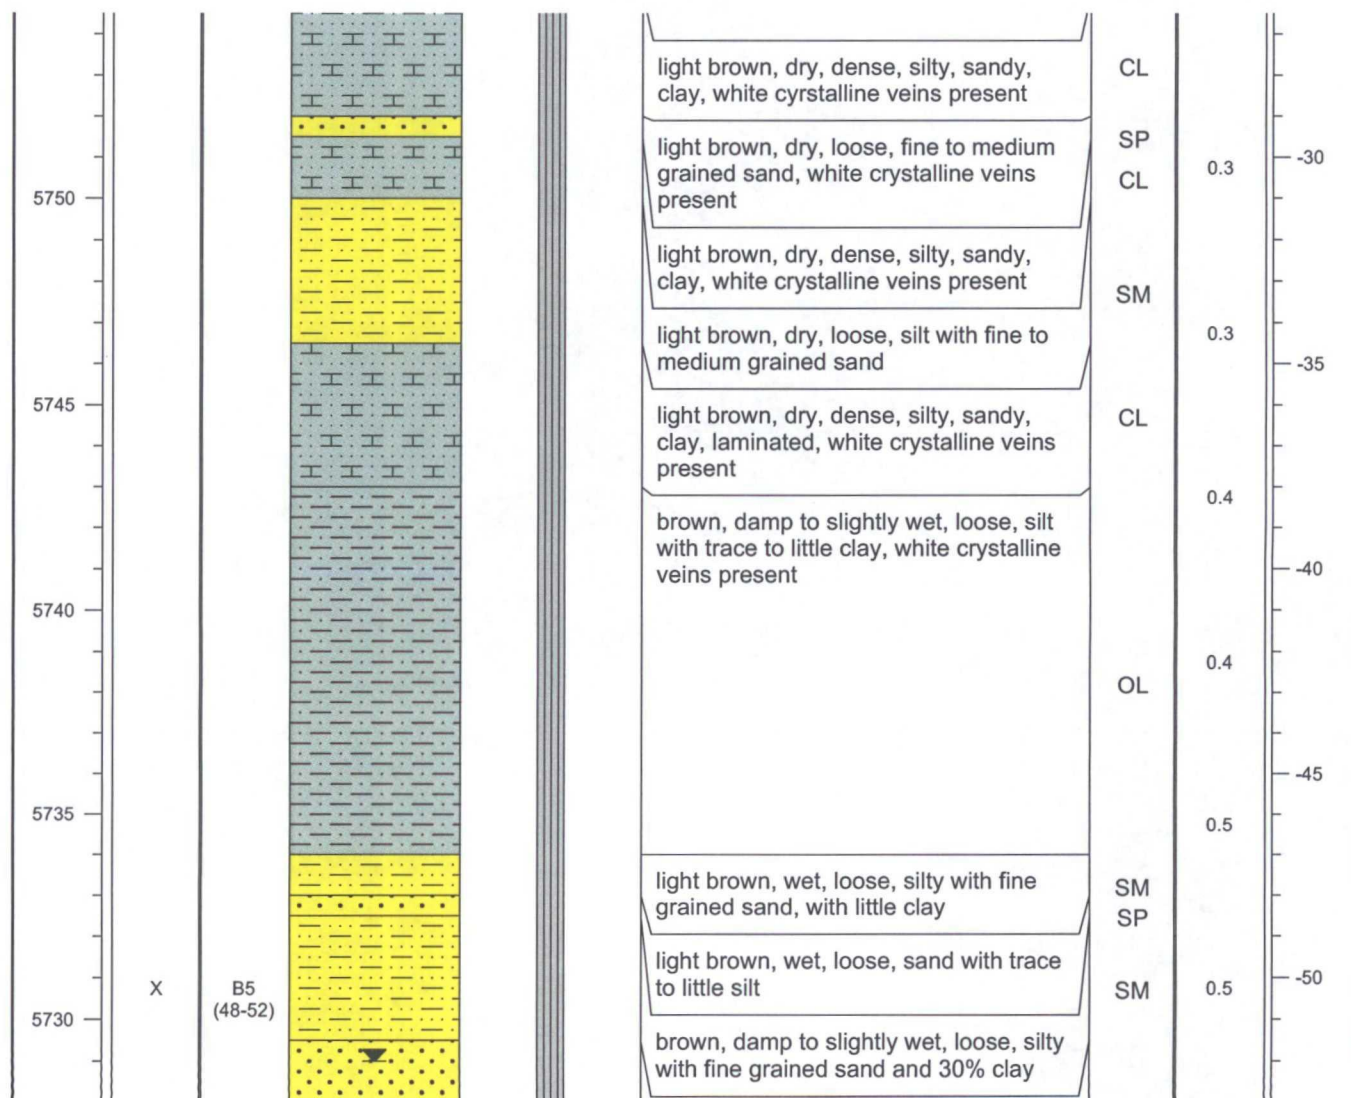 light brown, dry, dense, silty, sandy,
clay, white cyrstalline veins present
CL
SP
light brown, dry, loose, fine to medium
grained sand, white crystalline veins
present
-30
0.3
CL
5750
light brown, dry, dense, silty, sandy,
clay, white crystalline veins present
SM
light brown, dry, loose, silt with fine to
medium grained sand
0.3
-35
5745
light brown, dry, dense, silty, sandy,
clay, laminated, white crystalline veins
present
CL
0.4
brown, damp to slightly wet, loose, silt
with trace to little clay, white crystalline
veins present
-40
5740
0.4
OL
-45
5735
0.5
light brown, wet, loose, silty with fine
grained sand, with little clay
SM
SP
light brown, wet, loose, sand with trace
to little silt
-50
X
B5
(48-52)
SM
0.5
5730
brown, damp to slightly wet, loose, silty
with fine grained sand and 30% clay